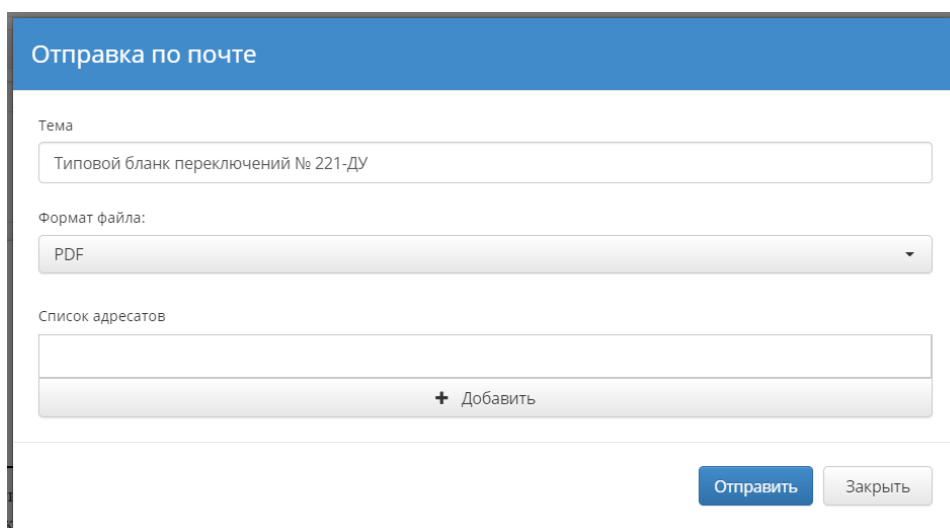 Отправка по почте
Тема
Типовой бланк переключений № 221-ДУ
Формат файла:
PDF
Список адресатов
+ Добавить
Отправить Закрыть